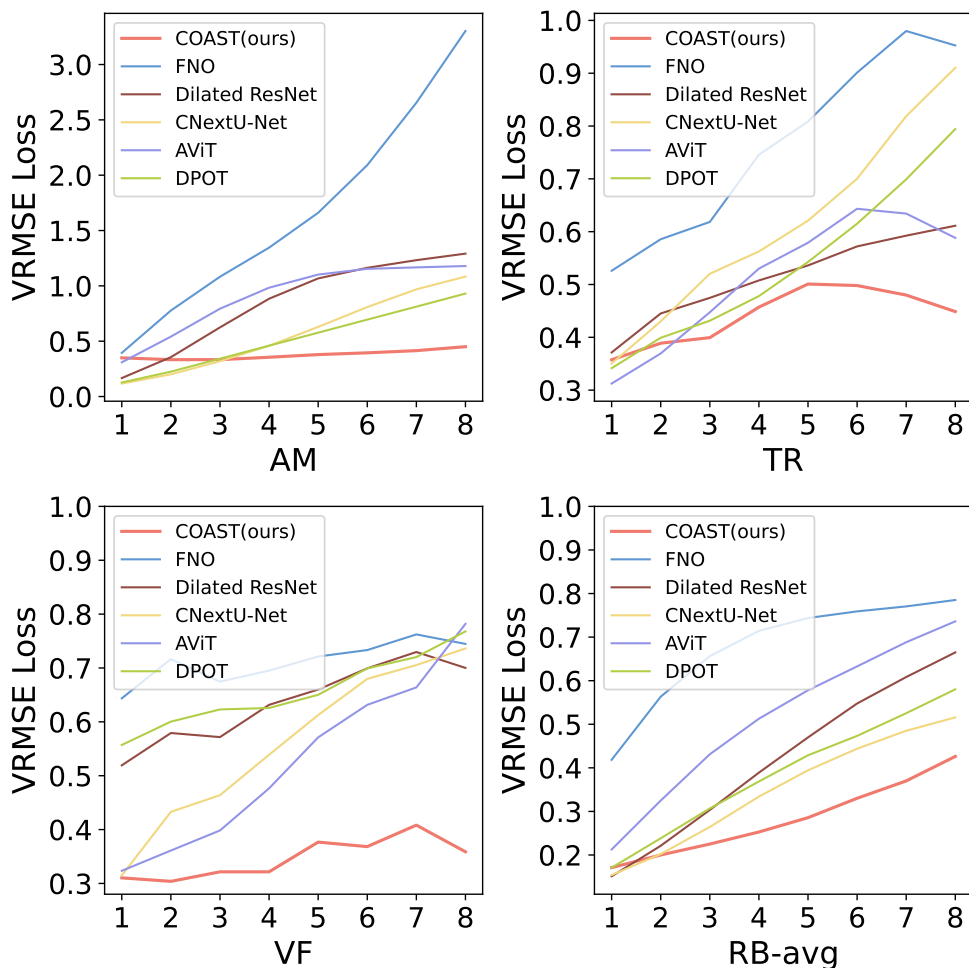 VRMSE Loss
3.0
2.5
2.0
1.5
1.0
0.5
0.0
COAST(ours)
FNO
Dilated ResNet
CNextU-Net
AViT
DPOT
1 2 3 4 5 6 7 8
AM
VRMSE Loss
1.0
0.9
0.8
0.7
0.6
0.5
0.4
0.3
COAST(ours)
FNO
Dilated ResNet
CNextU-Net
AViT
DPOT
1 2 3 4 5 6 7 8
TR
VRMSE Loss
1.0
0.9
0.8
0.7
0.6
0.5
0.4
0.3
COAST(ours)
FNO
Dilated ResNet
CNextU-Net
AViT
DPOT
1 2 3 4 5 6 7 8
VF
VRMSE Loss
1.0
0.9
0.8
0.7
0.6
0.5
0.4
0.3
0.2
COAST(ours)
FNO
Dilated ResNet
CNextU-Net
AViT
DPOT
1 2 3 4 5 6 7 8
RB-avg